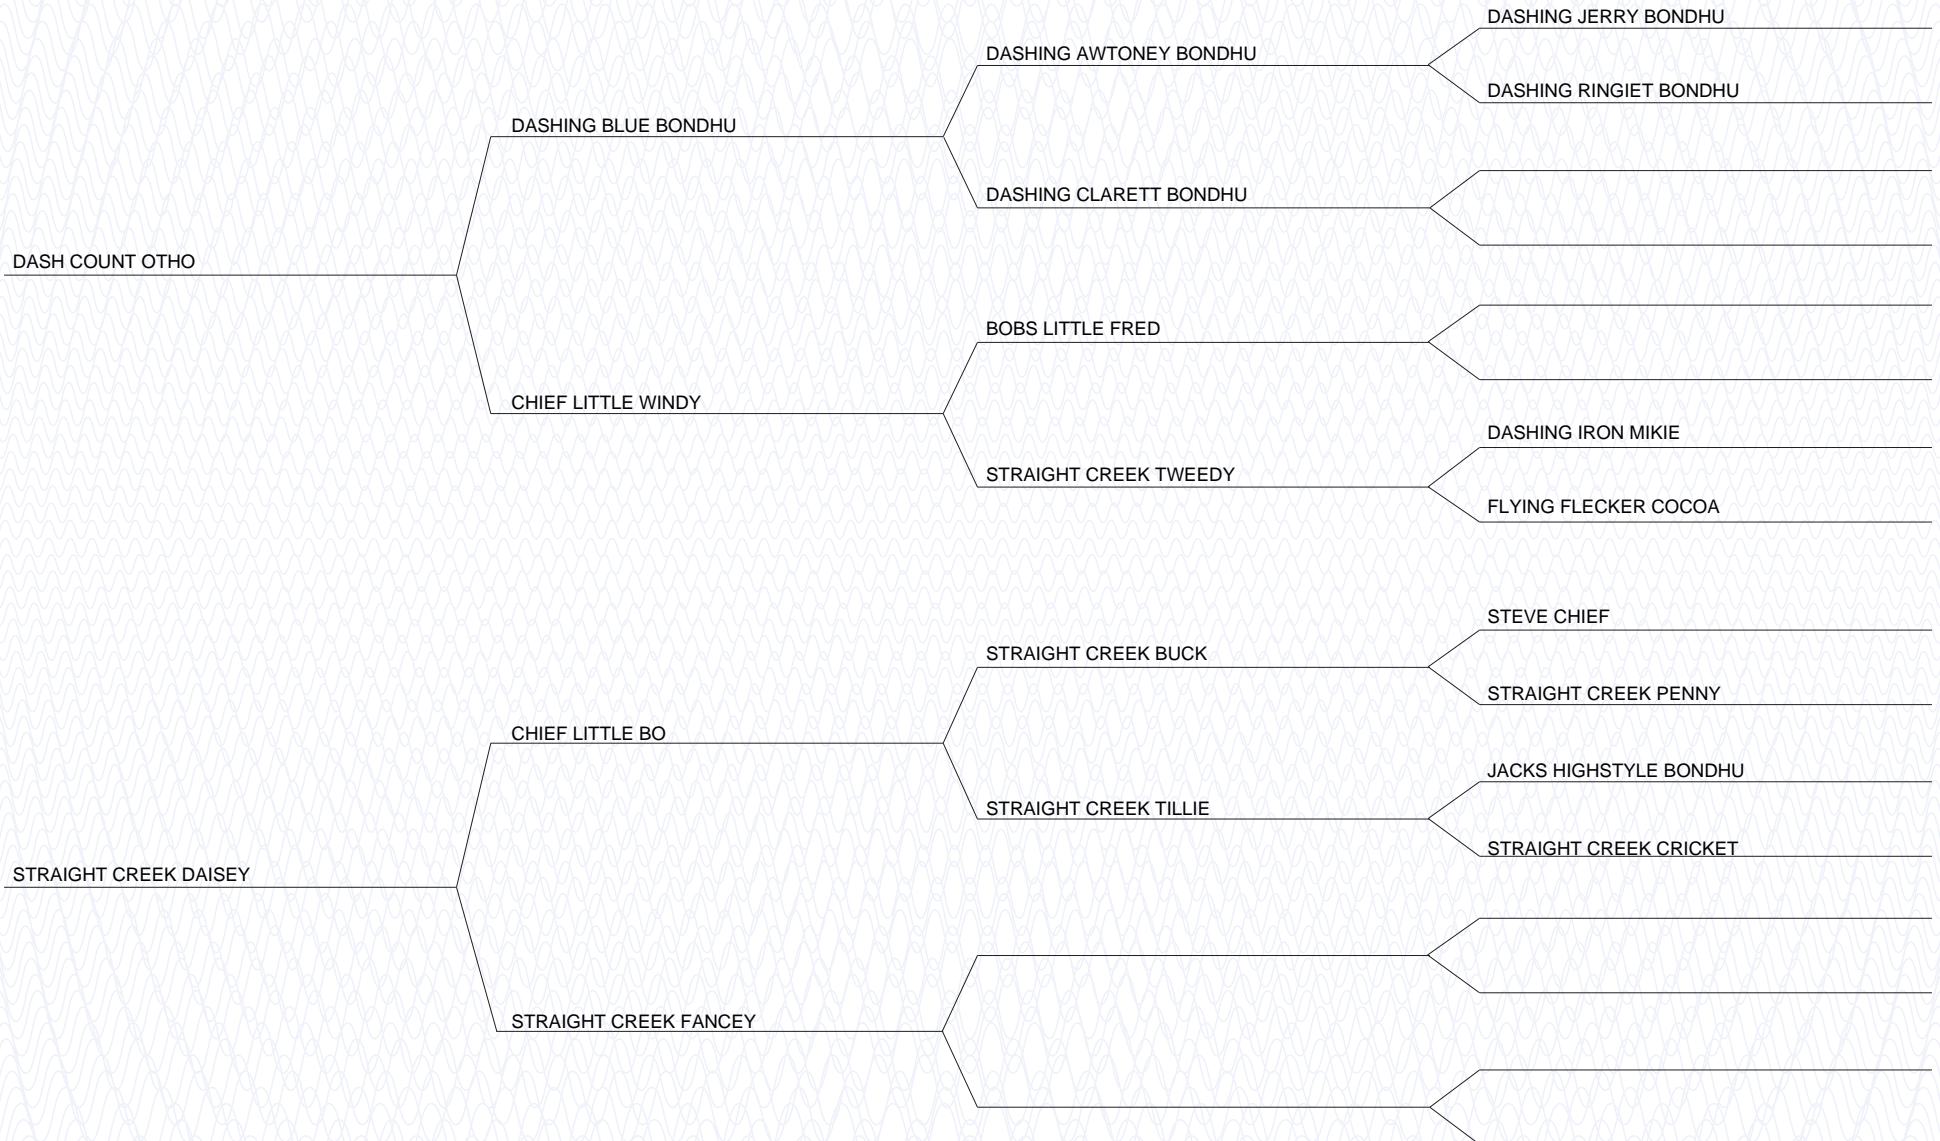 DASHING JERRY BONDHU
DASHING AWTONEY BONDHU
DASHING RINGIET BONDHU
DASHING BLUE BONDHU
DASHING CLARETT BONDHU
DASH COUNT OTHO
BOBS LITTLE FRED
CHIEF LITTLE WINDY
DASHING IRON MIKIE
STRAIGHT CREEK TWEEDY
FLYING FLECKER COCOA
STEVE CHIEF
STRAIGHT CREEK BUCK
STRAIGHT CREEK PENNY
CHIEF LITTLE BO
JACKS HIGHSTYLE BONDHU
STRAIGHT CREEK TILLIE
STRAIGHT CREEK CRICKET
STRAIGHT CREEK DAISEY
STRAIGHT CREEK FANCEY